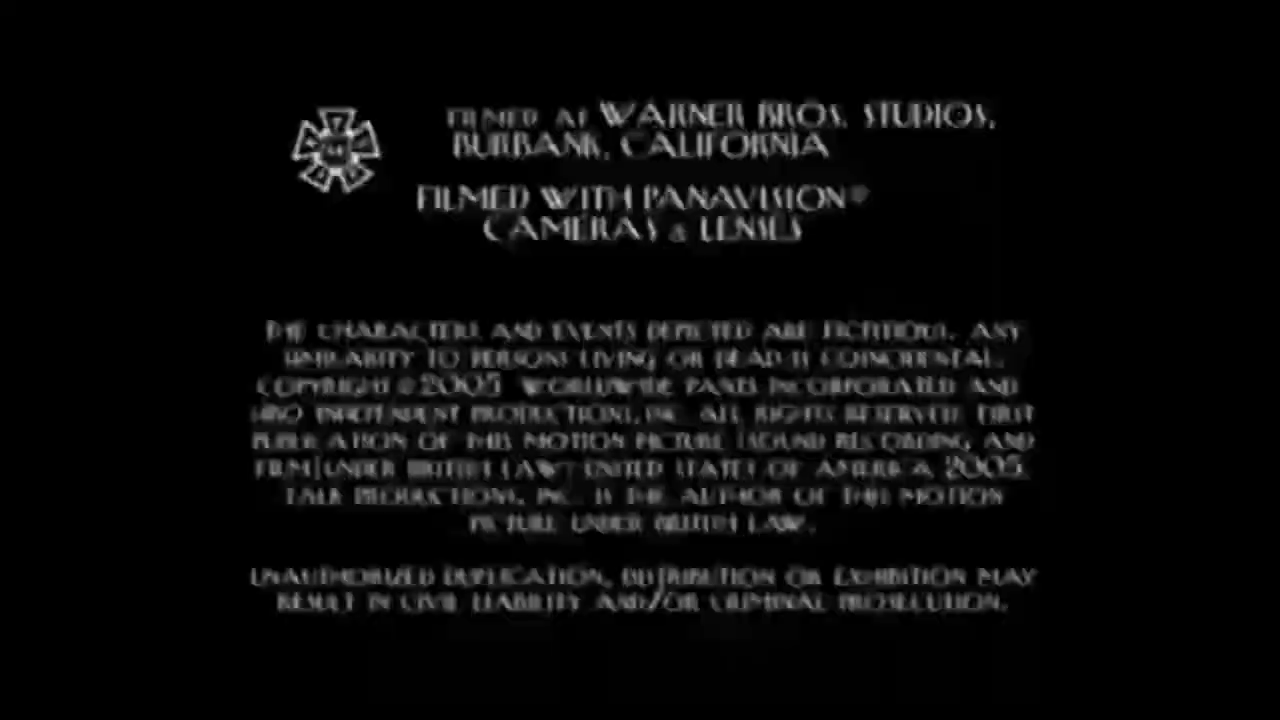 FILMED AT WARNER BROS. STUDIOS,
BURBANK, CALIFORNIA
FILMED WITH PANAVISION®
CAMERAS & LENSES
THE CHARACTERS AND EVENTS DEPICTED ARE FICTITIOUS. ANY
SIMILARITY TO PERSONS LIVING OR DEAD IS COINCIDENTAL.
COPYRIGHT © 2005 WORLDWIDE PANTS INCORPORATED AND
HBO INDEPENDENT PRODUCTIONS, INC. ALL RIGHTS RESERVED. FIRST
PUBLICATION OF THIS MOTION PICTURE (SOUND RECORDING AND
FILM) UNDER BRITISH LAW: UNITED STATES OF AMERICA 2005.
TALK PRODUCTIONS, INC. IS THE AUTHOR OF THIS MOTION
PICTURE UNDER BRITISH LAW.
UNAUTHORIZED DUPLICATION, DISTRIBUTION OR EXHIBITION MAY
RESULT IN CIVIL LIABILITY AND/OR CRIMINAL PROSECUTION.